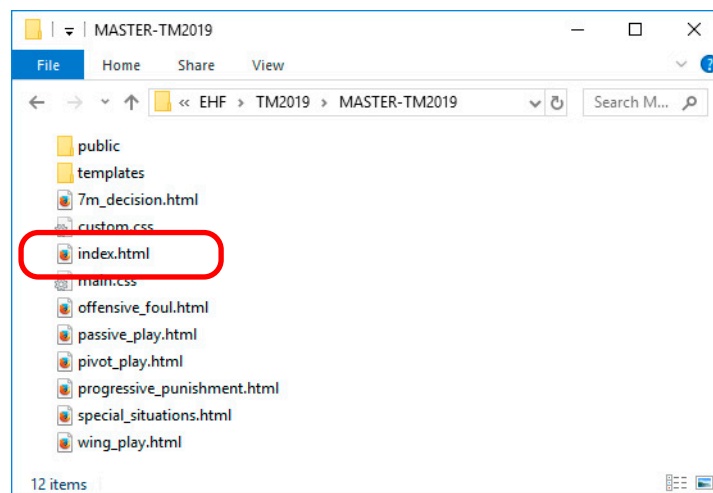 MASTER-TM2019
File Home Share View
« EHF > TM2019 > MASTER-TM2019 Search M...
public
templates
7m_decision.html
custom.css
index.html
main.css
offensive_foul.html
passive_play.html
pivot_play.html
progressive_punishment.html
special_situations.html
wing_play.html
12 items